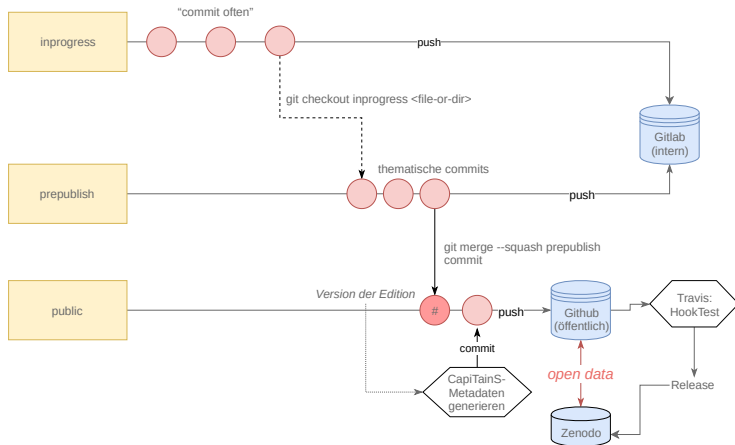 “commit often”
inprogress
push
git checkout inprogress <file-or-dir>
Gitlab
(intern)
thematische commits
prepublish
push
git merge --squash prepublish
commit
Version der Edition
public
#
push
Github
(öffentlich)
Travis:
HookTest
commit
CapiTainS-
Metadaten
generieren
open data
Release
Zenodo